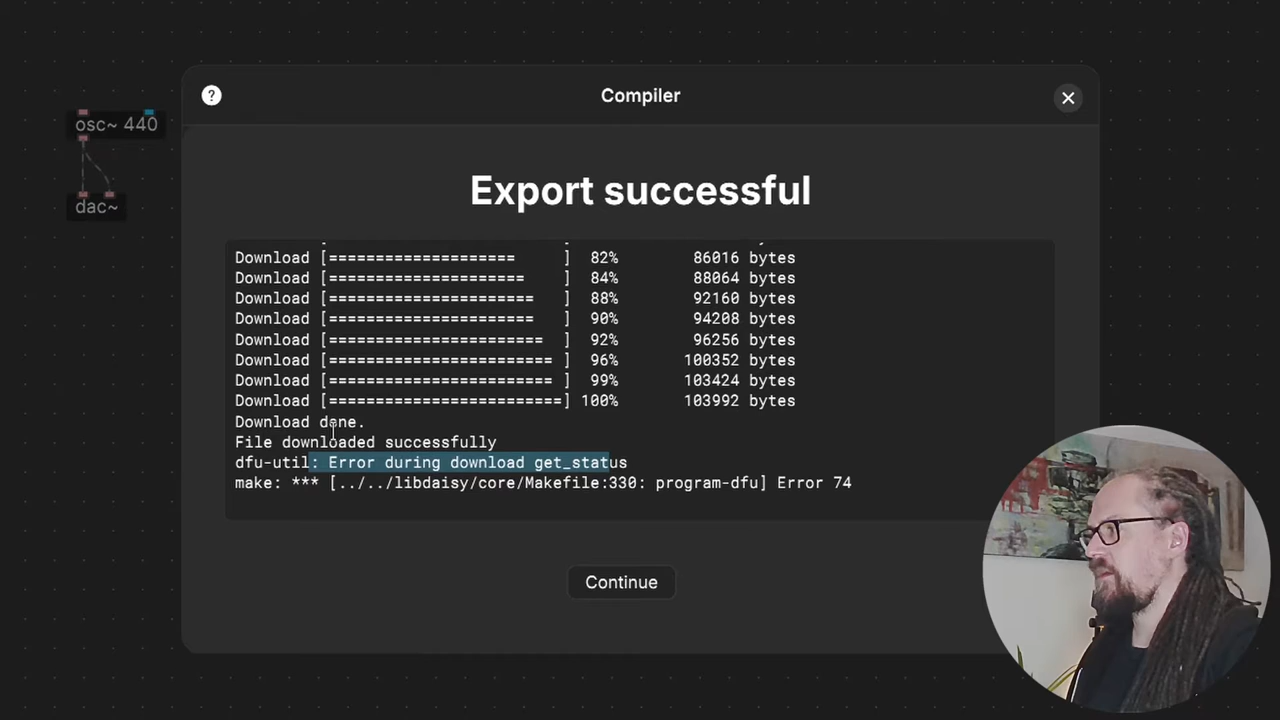 ?
Compiler
osc~ 440
dac~
Export successful
Download [==================== ] 82% 86016 bytes
Download [===================== ] 84% 88064 bytes
Download [====================== ] 88% 92160 bytes
Download [====================== ] 90% 94208 bytes
Download [======================= ] 92% 96256 bytes
Download [======================== ] 96% 100352 bytes
Download [======================== ] 99% 103424 bytes
Download [=========================] 100% 103992 bytes
Download done.
File downloaded successfully
dfu-util: Error during download get_status
make: *** [../../libdaisy/core/Makefile:330: program-dfu] Error 74
Continue